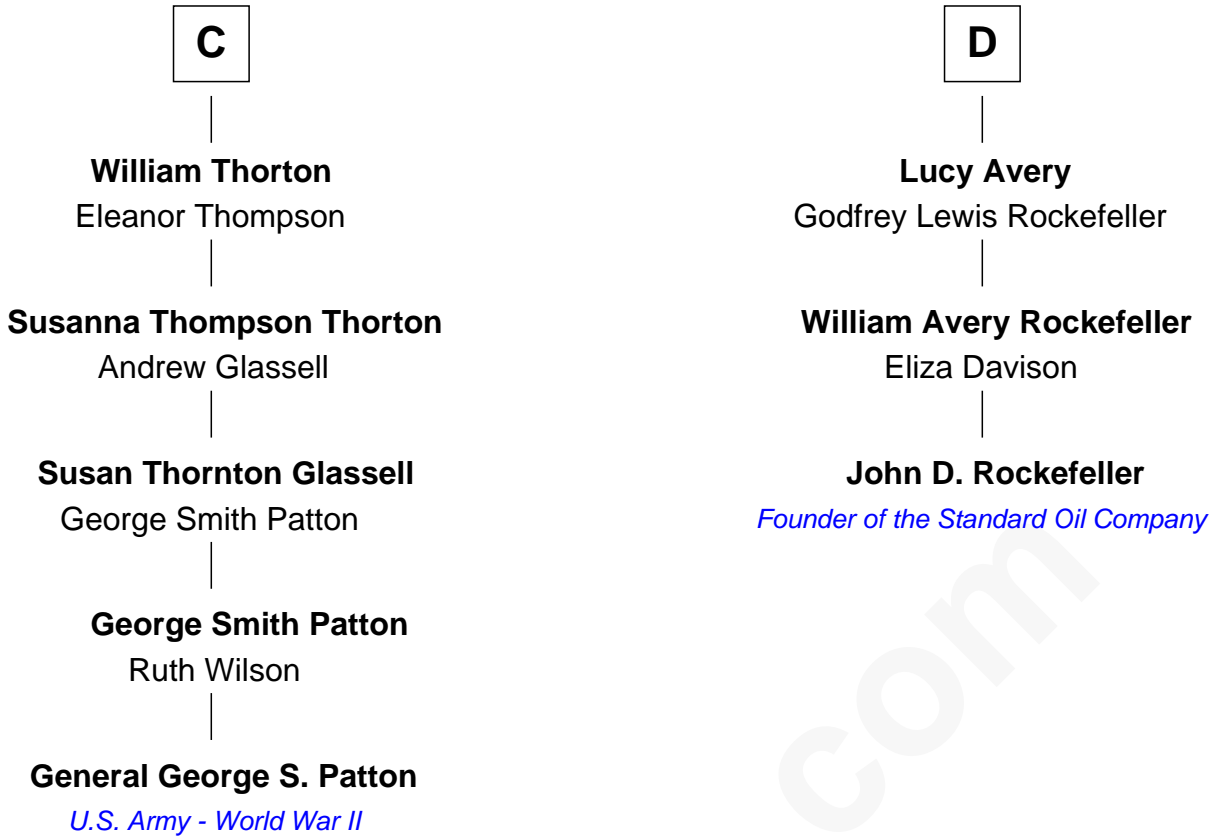 C
William Thorton
Eleanor Thompson
Susanna Thompson Thorton
Andrew Glassell
Susan Thornton Glassell
George Smith Patton
George Smith Patton
Ruth Wilson
General George S. Patton
U.S. Army - World War II
D
Lucy Avery
Godfrey Lewis Rockefeller
William Avery Rockefeller
Eliza Davison
John D. Rockefeller
Founder of the Standard Oil Company
com